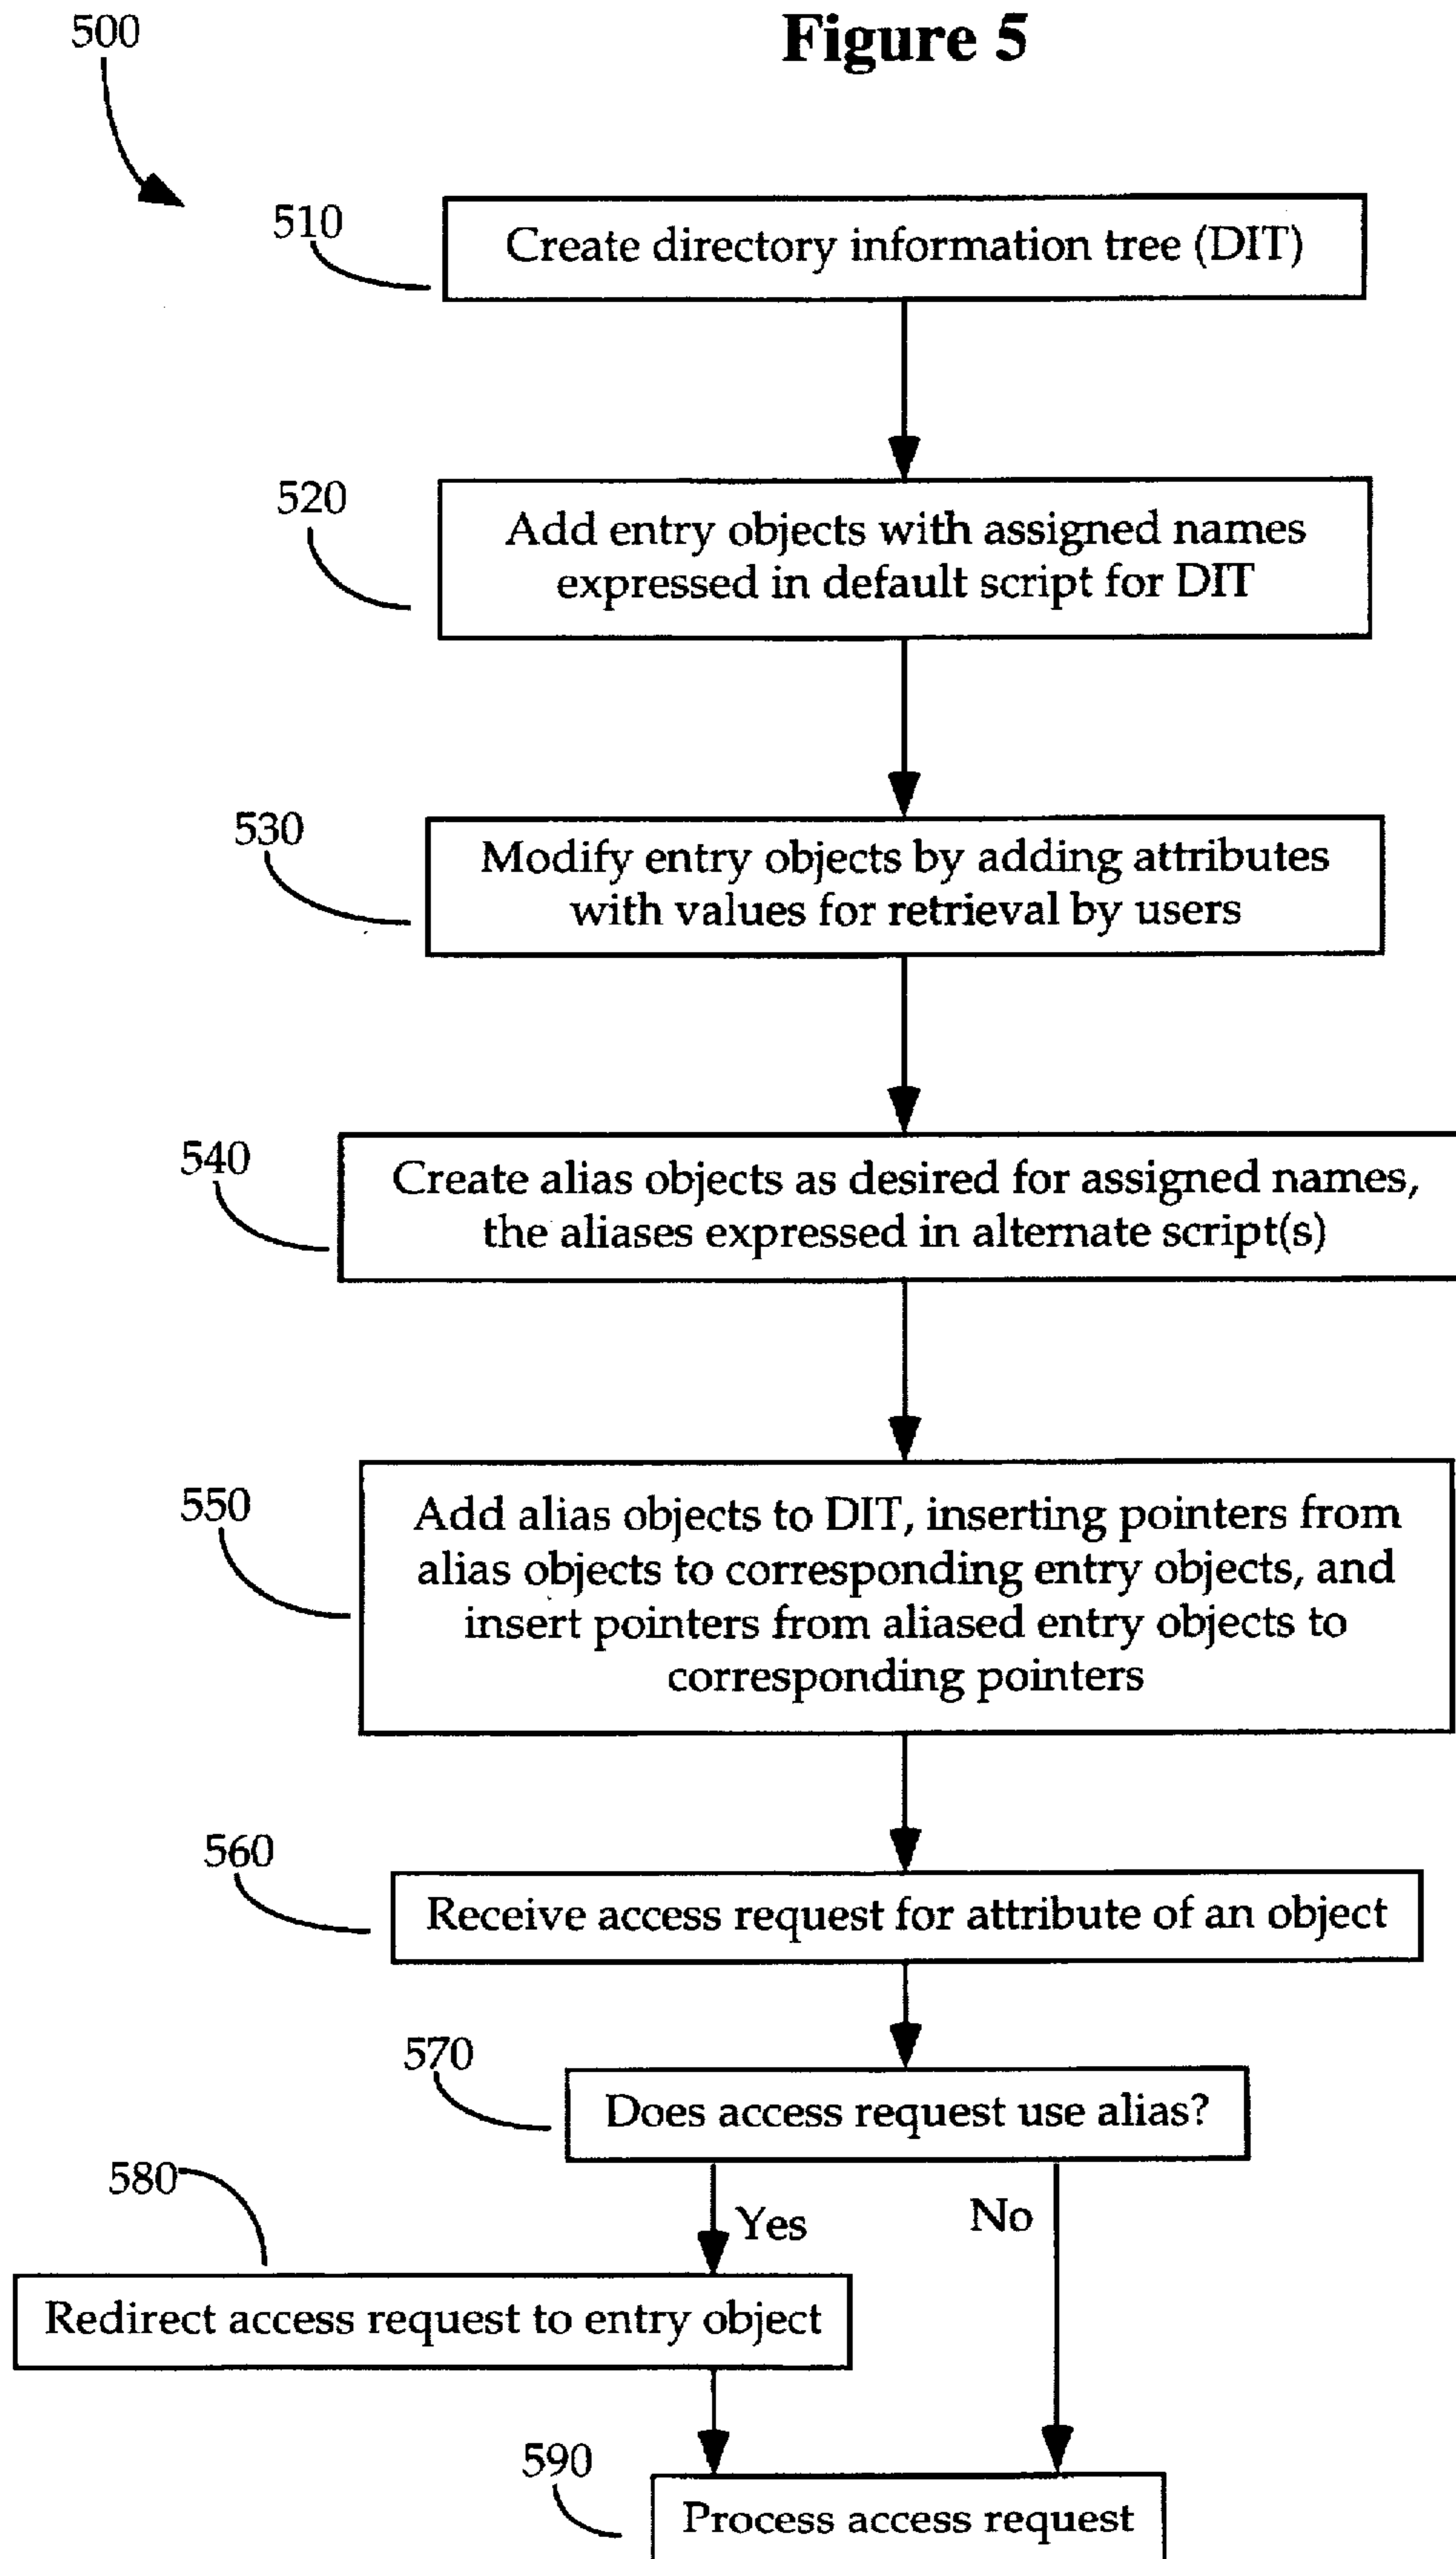 500
Figure 5
510
Create directory information tree (DIT)
520
Add entry objects with assigned names
expressed in default script for DIT
530
Modify entry objects by adding attributes
with values for retrieval by users
540
Create alias objects as desired for assigned names,
the aliases expressed in alternate script(s)
550
Add alias objects to DIT, inserting pointers from
alias objects to corresponding entry objects, and
insert pointers from aliased entry objects to
corresponding pointers
560
Receive access request for attribute of an object
570
Does access request use alias?
580
Yes
No
Redirect access request to entry object
590
Process access request